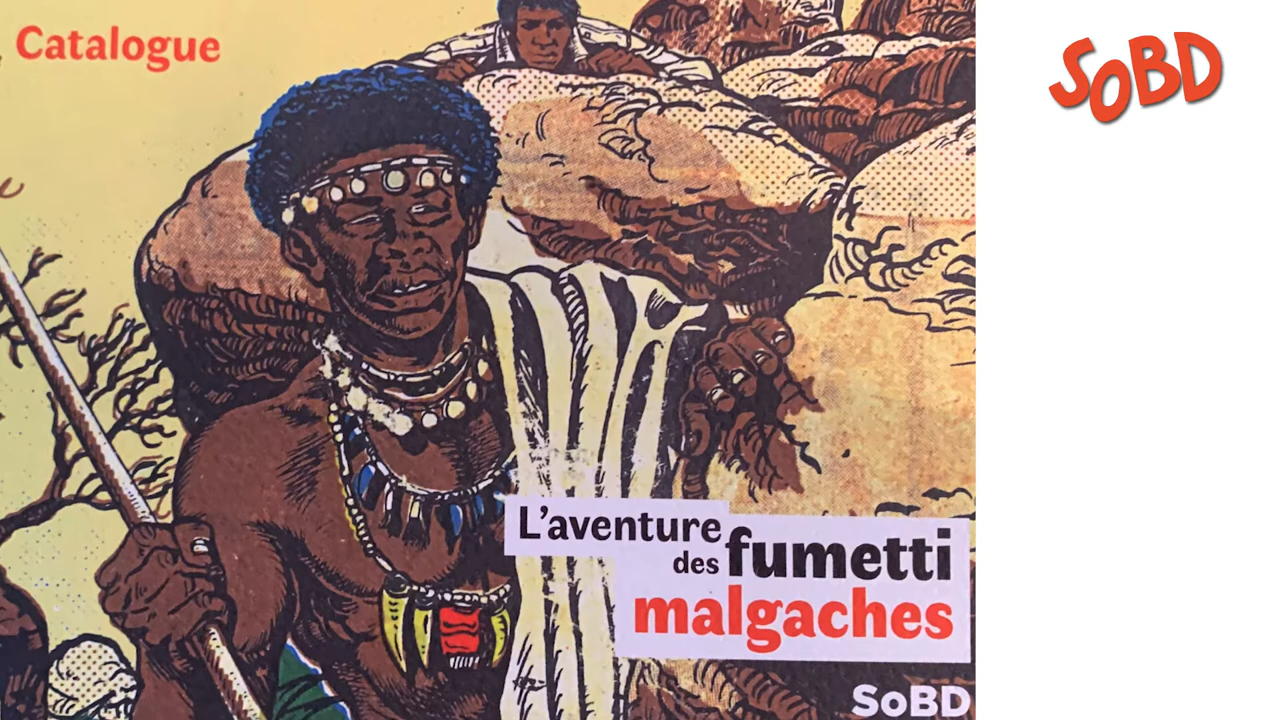 Catalogue
SOBD
L'aventure
des fumetti
malgaches
SoBD